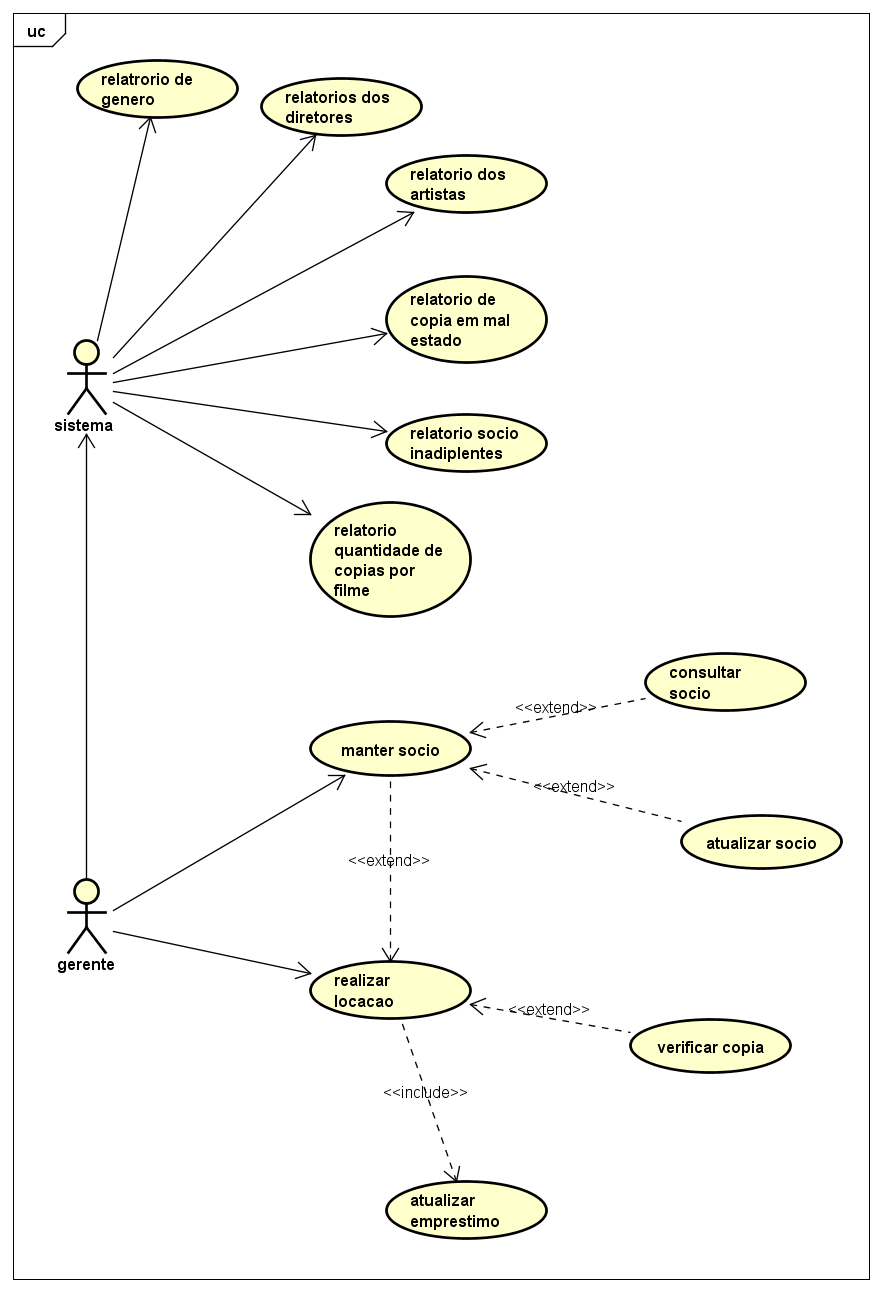 uc
relatrorio de
genero
relatorios dos
diretores
relatorio dos
artistas
relatorio de
copia em mal
estado
sistema
relatorio socio
inadiplentes
relatorio
quantidade de
copias por
filme
consultar
socio
<<extend>>
manter socio
<<extend>>
atualizar socio
<<extend>>
gerente
realizar
locacao
<<extend>>
verificar copia
<<include>>
atualizar
emprestimo